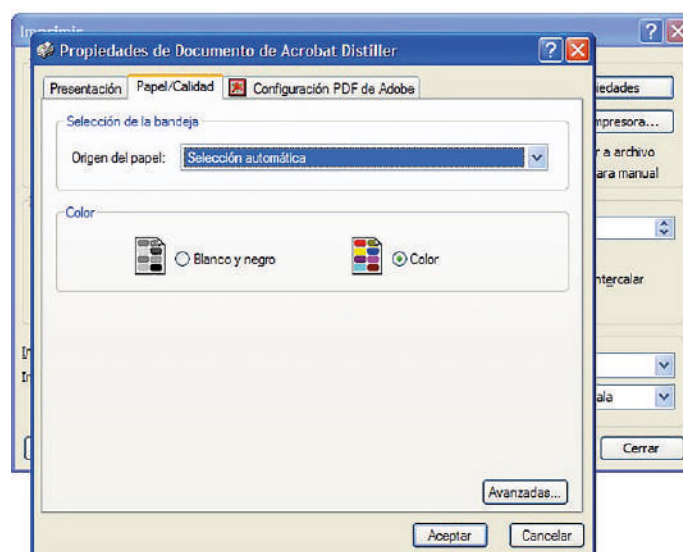 Imprimir
Propiedades de Documento de Acrobat Distiller
Presentación Papel/Calidad Configuración PDF de Adobe
Selección de la bandeja
Origen del papel: Selección automática
Color
Blanco y negro Color
Avanzadas...
Aceptar Cancelar
iedades
mpresora...
r a archivo
ara manual
ntercalar
ala
Cerrar